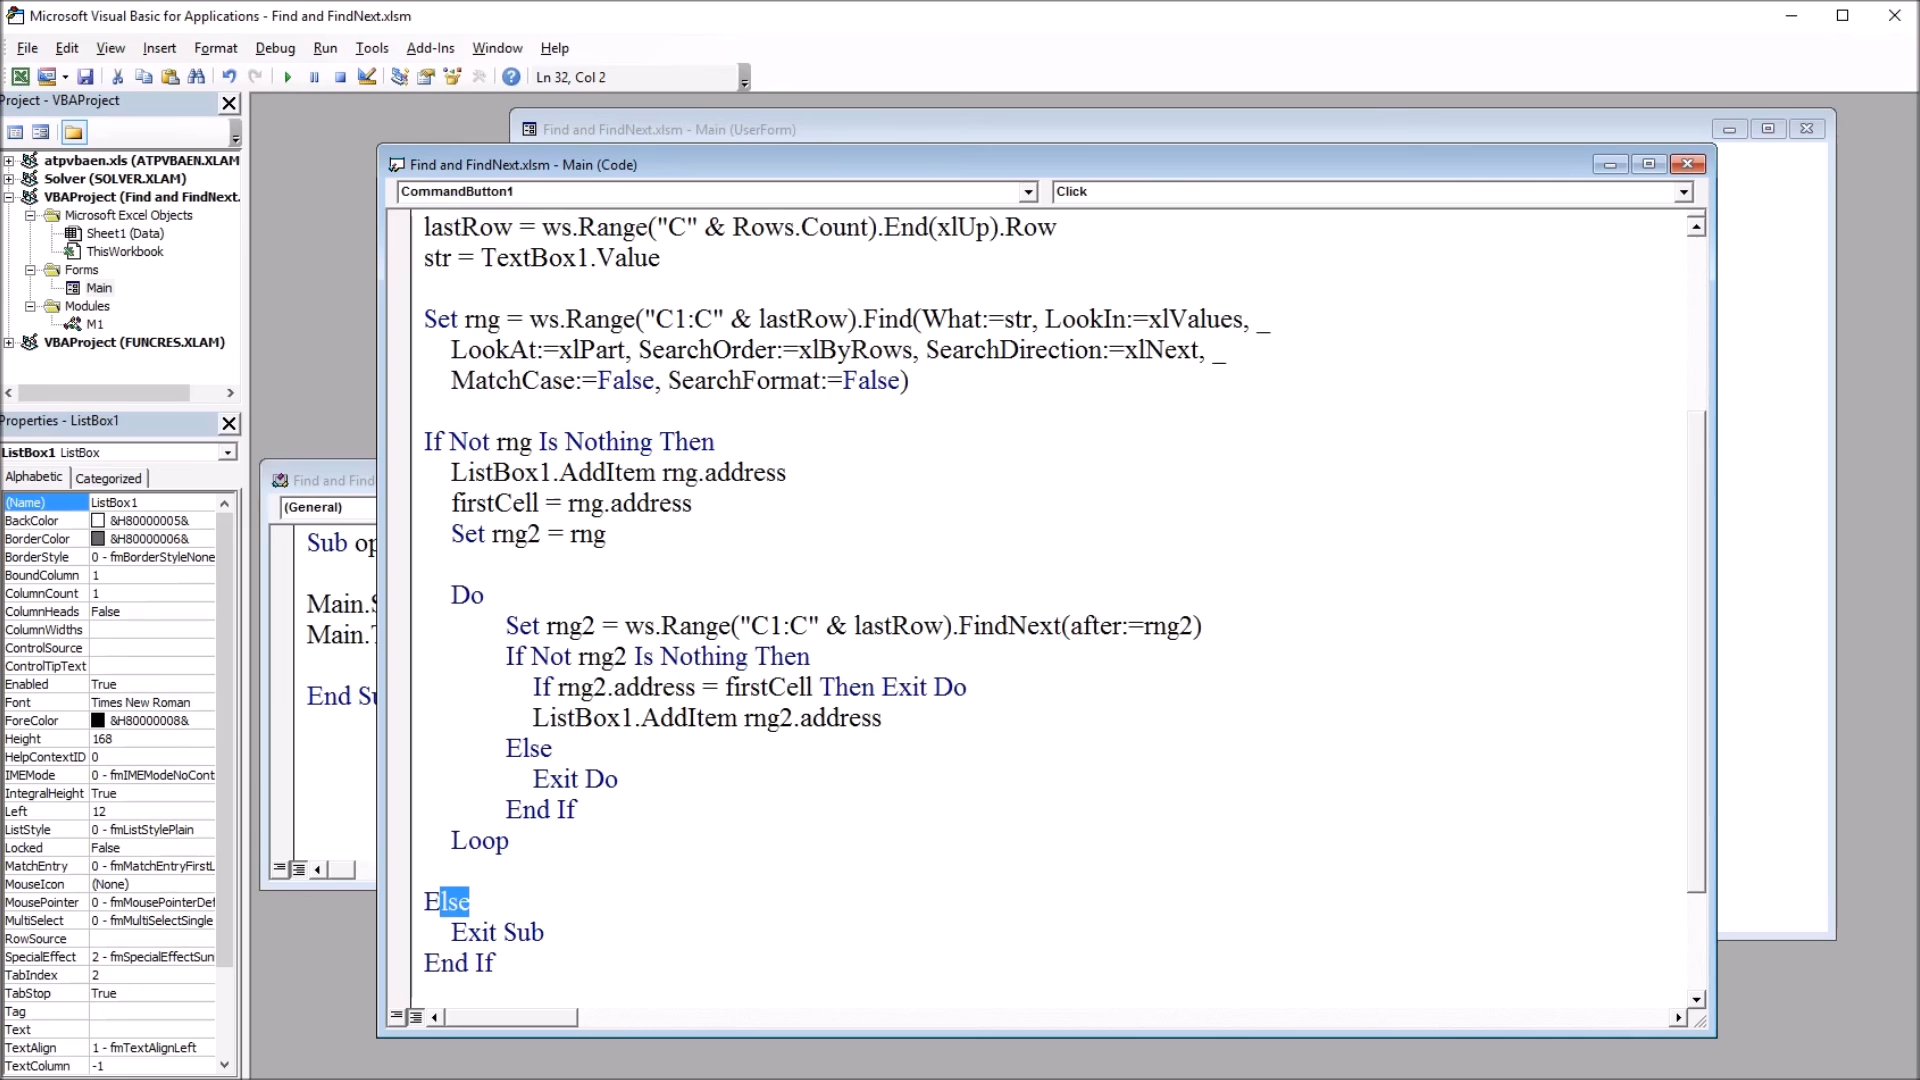 Microsoft Visual Basic for Applications - Find and FindNext.xlsm
File Edit View Insert Format Debug Run Tools Add-Ins Window Help
Ln 32, Col 2
Project - VBAProject
atpvbaen.xls (ATPVBAEN.XLAM
Solver (SOLVER.XLAM)
VBAProject (Find and FindNext.
Microsoft Excel Objects
Sheet1 (Data)
ThisWorkbook
Forms
Main
Modules
M1
VBAProject (FUNCRES.XLAM)
Properties - ListBox1
ListBox1 ListBox
Alphabetic Categorized
(Name) ListBox1
BackColor &H80000005&
BorderColor &H80000006&
BorderStyle 0 - fmBorderStyleNone
BoundColumn 1
ColumnCount 1
ColumnHeads False
ColumnWidths
ControlSource
ControlTipText
Enabled True
Font Times New Roman
ForeColor &H80000008&
Height 168
HelpContextID 0
IMEMode 0 - fmIMEModeNoCont
IntegralHeight True
Left 12
ListStyle 0 - fmListStylePlain
Locked False
MatchEntry 0 - fmMatchEntryFirstL
MouseIcon (None)
MousePointer 0 - fmMousePointerDef
MultiSelect 0 - fmMultiSelectSingle
RowSource
SpecialEffect 2 - fmSpecialEffectSun
TabIndex 2
TabStop True
Tag
Text
TextAlign 1 - fmTextAlignLeft
TextColumn -1
Find and FindNext.xlsm - Main (UserForm)
Find and Find
(General)
Sub op
Main.S
Main.T
End Su
Find and FindNext.xlsm - Main (Code)
CommandButton1 Click
lastRow = ws.Range("C" & Rows.Count).End(xlUp).Row
str = TextBox1.Value
Set rng = ws.Range("C1:C" & lastRow).Find(What:=str, LookIn:=xlValues, _
LookAt:=xlPart, SearchOrder:=xlByRows, SearchDirection:=xlNext, _
MatchCase:=False, SearchFormat:=False)
If Not rng Is Nothing Then
ListBox1.AddItem rng.address
firstCell = rng.address
Set rng2 = rng
Do
Set rng2 = ws.Range("C1:C" & lastRow).FindNext(after:=rng2)
If Not rng2 Is Nothing Then
If rng2.address = firstCell Then Exit Do
ListBox1.AddItem rng2.address
Else
Exit Do
End If
Loop
Else
Exit Sub
End If